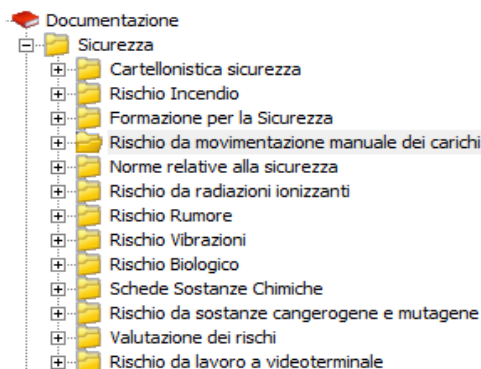 Documentazione
Sicurezza
Cartellonistica sicurezza
Rischio Incendio
Formazione per la Sicurezza
Rischio da movimentazione manuale dei carichi
Norme relative alla sicurezza
Rischio da radiazioni ionizzanti
Rischio Rumore
Rischio Vibrazioni
Rischio Biologico
Schede Sostanze Chimiche
Rischio da sostanze cangerogene e mutagene
Valutazione dei rischi
Rischio da lavoro a videoterminale